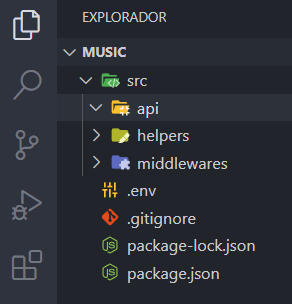 EXPLORADOR
MUSIC
src
api
helpers
middlewares
.env
.gitignore
package-lock.json
package.json